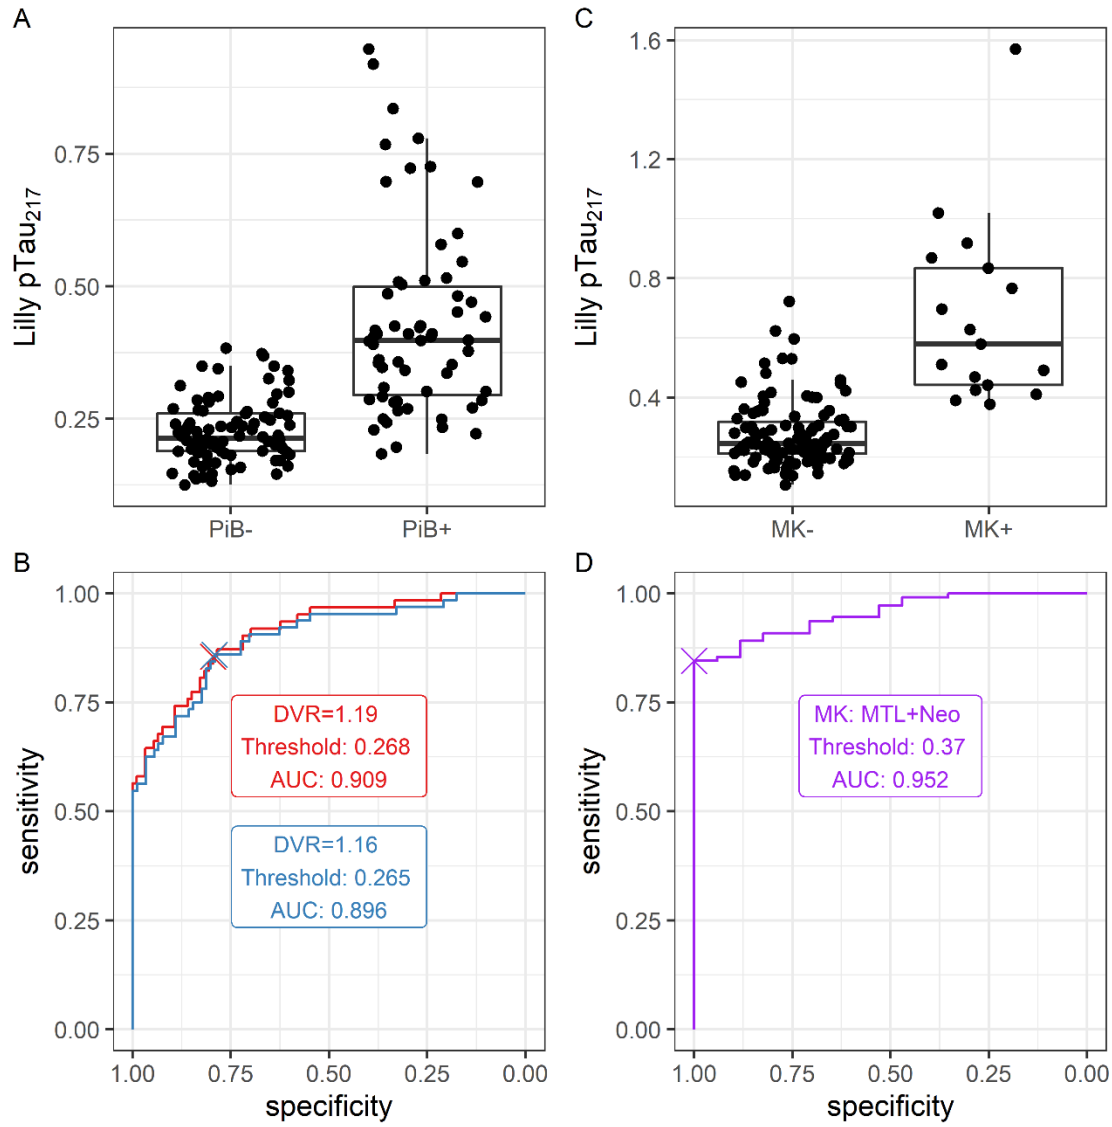 A
Lilly pTau₂₁₇
0.75
0.50
0.25
PiB-
PiB+
C
Lilly pTau₂₁₇
1.6
1.2
0.8
0.4
MK-
MK+
B
sensitivity
1.00
0.75
0.50
0.25
0.00
DVR=1.19
Threshold: 0.268
AUC: 0.909
DVR=1.16
Threshold: 0.265
AUC: 0.896
1.00
0.75
0.50
0.25
0.00
specificity
D
sensitivity
1.00
0.75
0.50
0.25
0.00
MK: MTL+Neo
Threshold: 0.37
AUC: 0.952
1.00
0.75
0.50
0.25
0.00
specificity